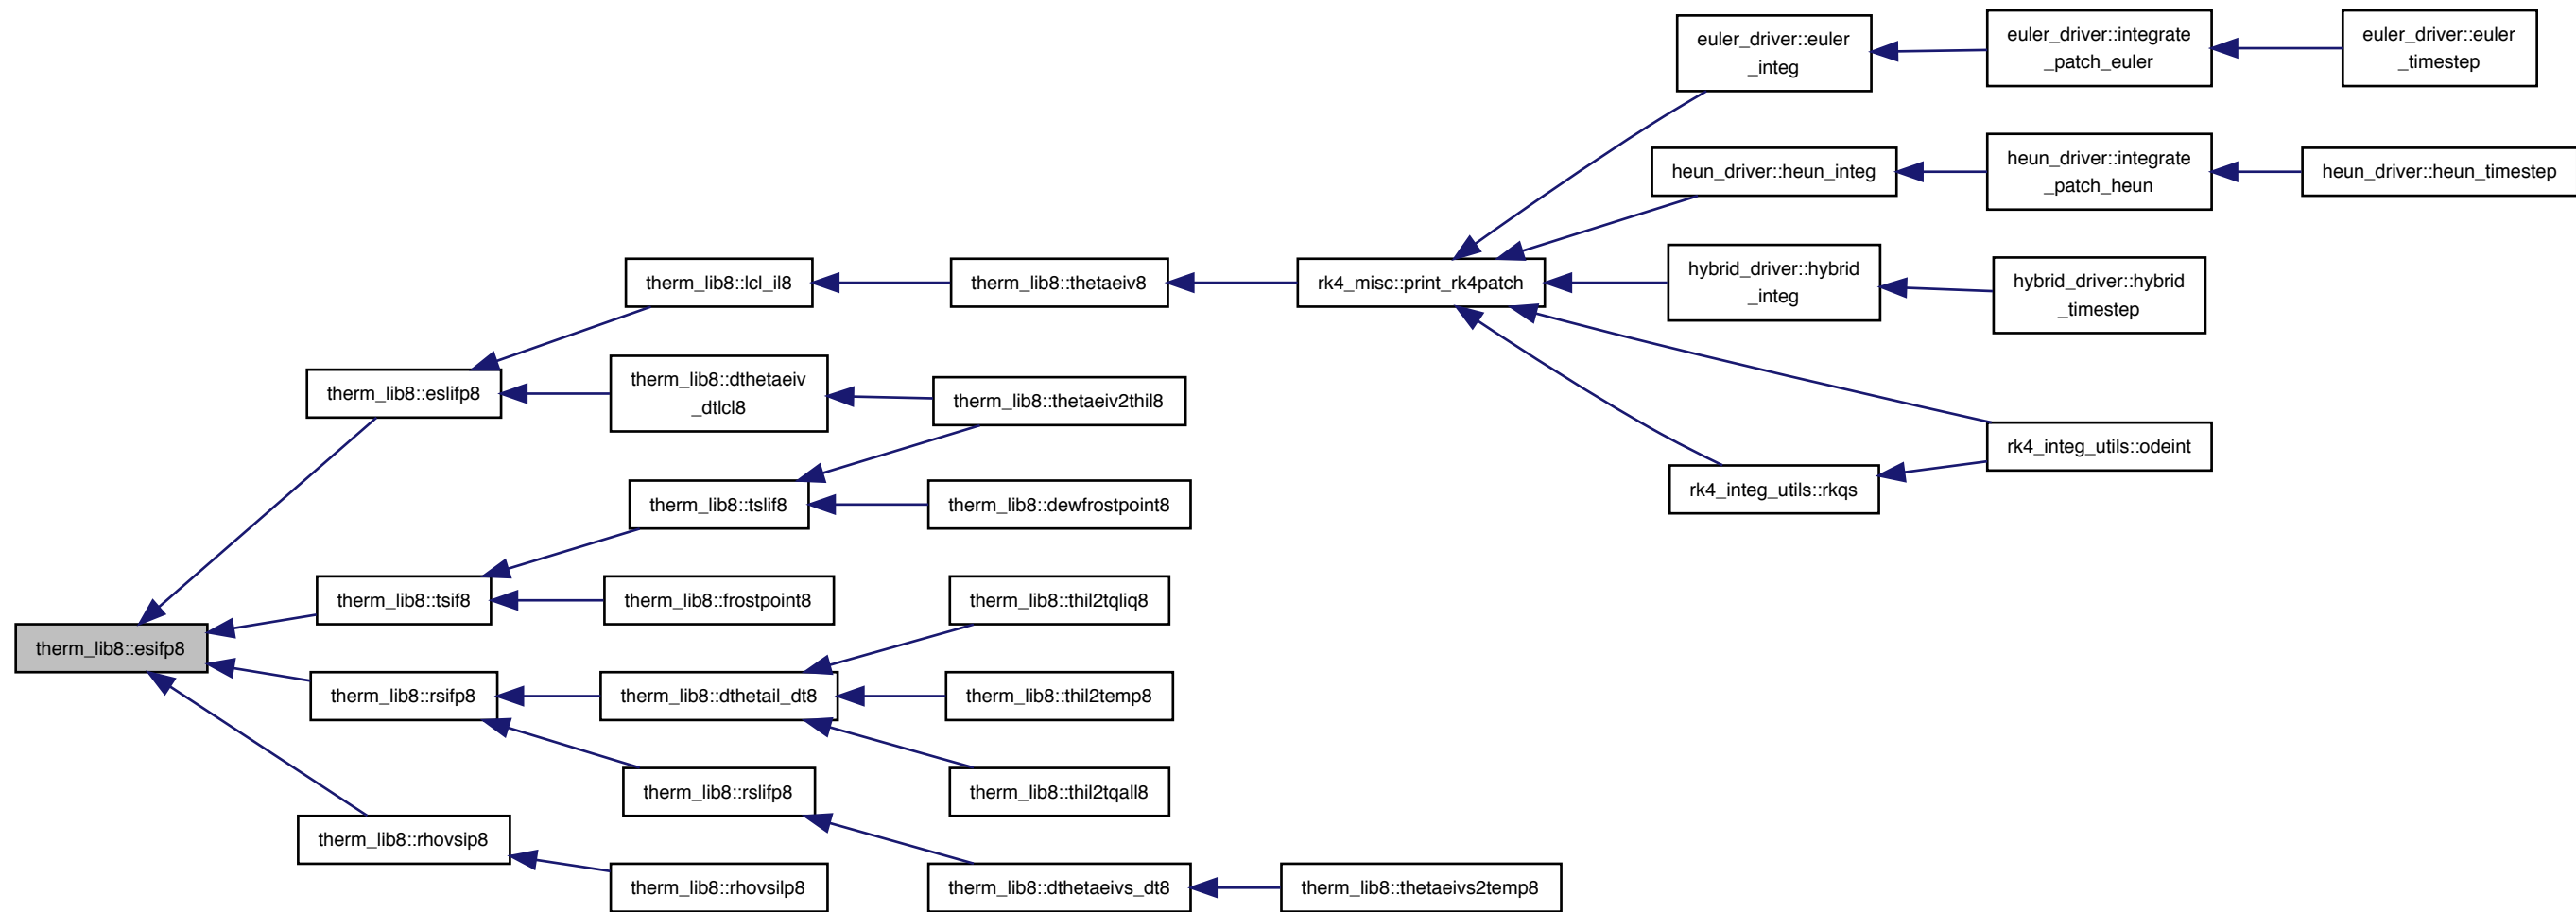 euler_driver::euler
_integ
euler_driver::integrate
_patch_euler
euler_driver::euler
_timestep
heun_driver::heun_integ
heun_driver::integrate
_patch_heun
heun_driver::heun_timestep
therm_lib8::lcl_il8
therm_lib8::thetaeiv8
rk4_misc::print_rk4patch
hybrid_driver::hybrid
_integ
hybrid_driver::hybrid
_timestep
therm_lib8::eslifp8
therm_lib8::dthetaeiv
_dtlcl8
therm_lib8::thetaeiv2thil8
rk4_integ_utils::odeint
rk4_integ_utils::rkqs
therm_lib8::tslif8
therm_lib8::dewfrostpoint8
therm_lib8::tsif8
therm_lib8::frostpoint8
therm_lib8::thil2tqliq8
therm_lib8::esifp8
therm_lib8::rsifp8
therm_lib8::dthetail_dt8
therm_lib8::thil2temp8
therm_lib8::rslifp8
therm_lib8::thil2tqall8
therm_lib8::rhovsip8
therm_lib8::rhovsilp8
therm_lib8::dthetaeivs_dt8
therm_lib8::thetaeivs2temp8